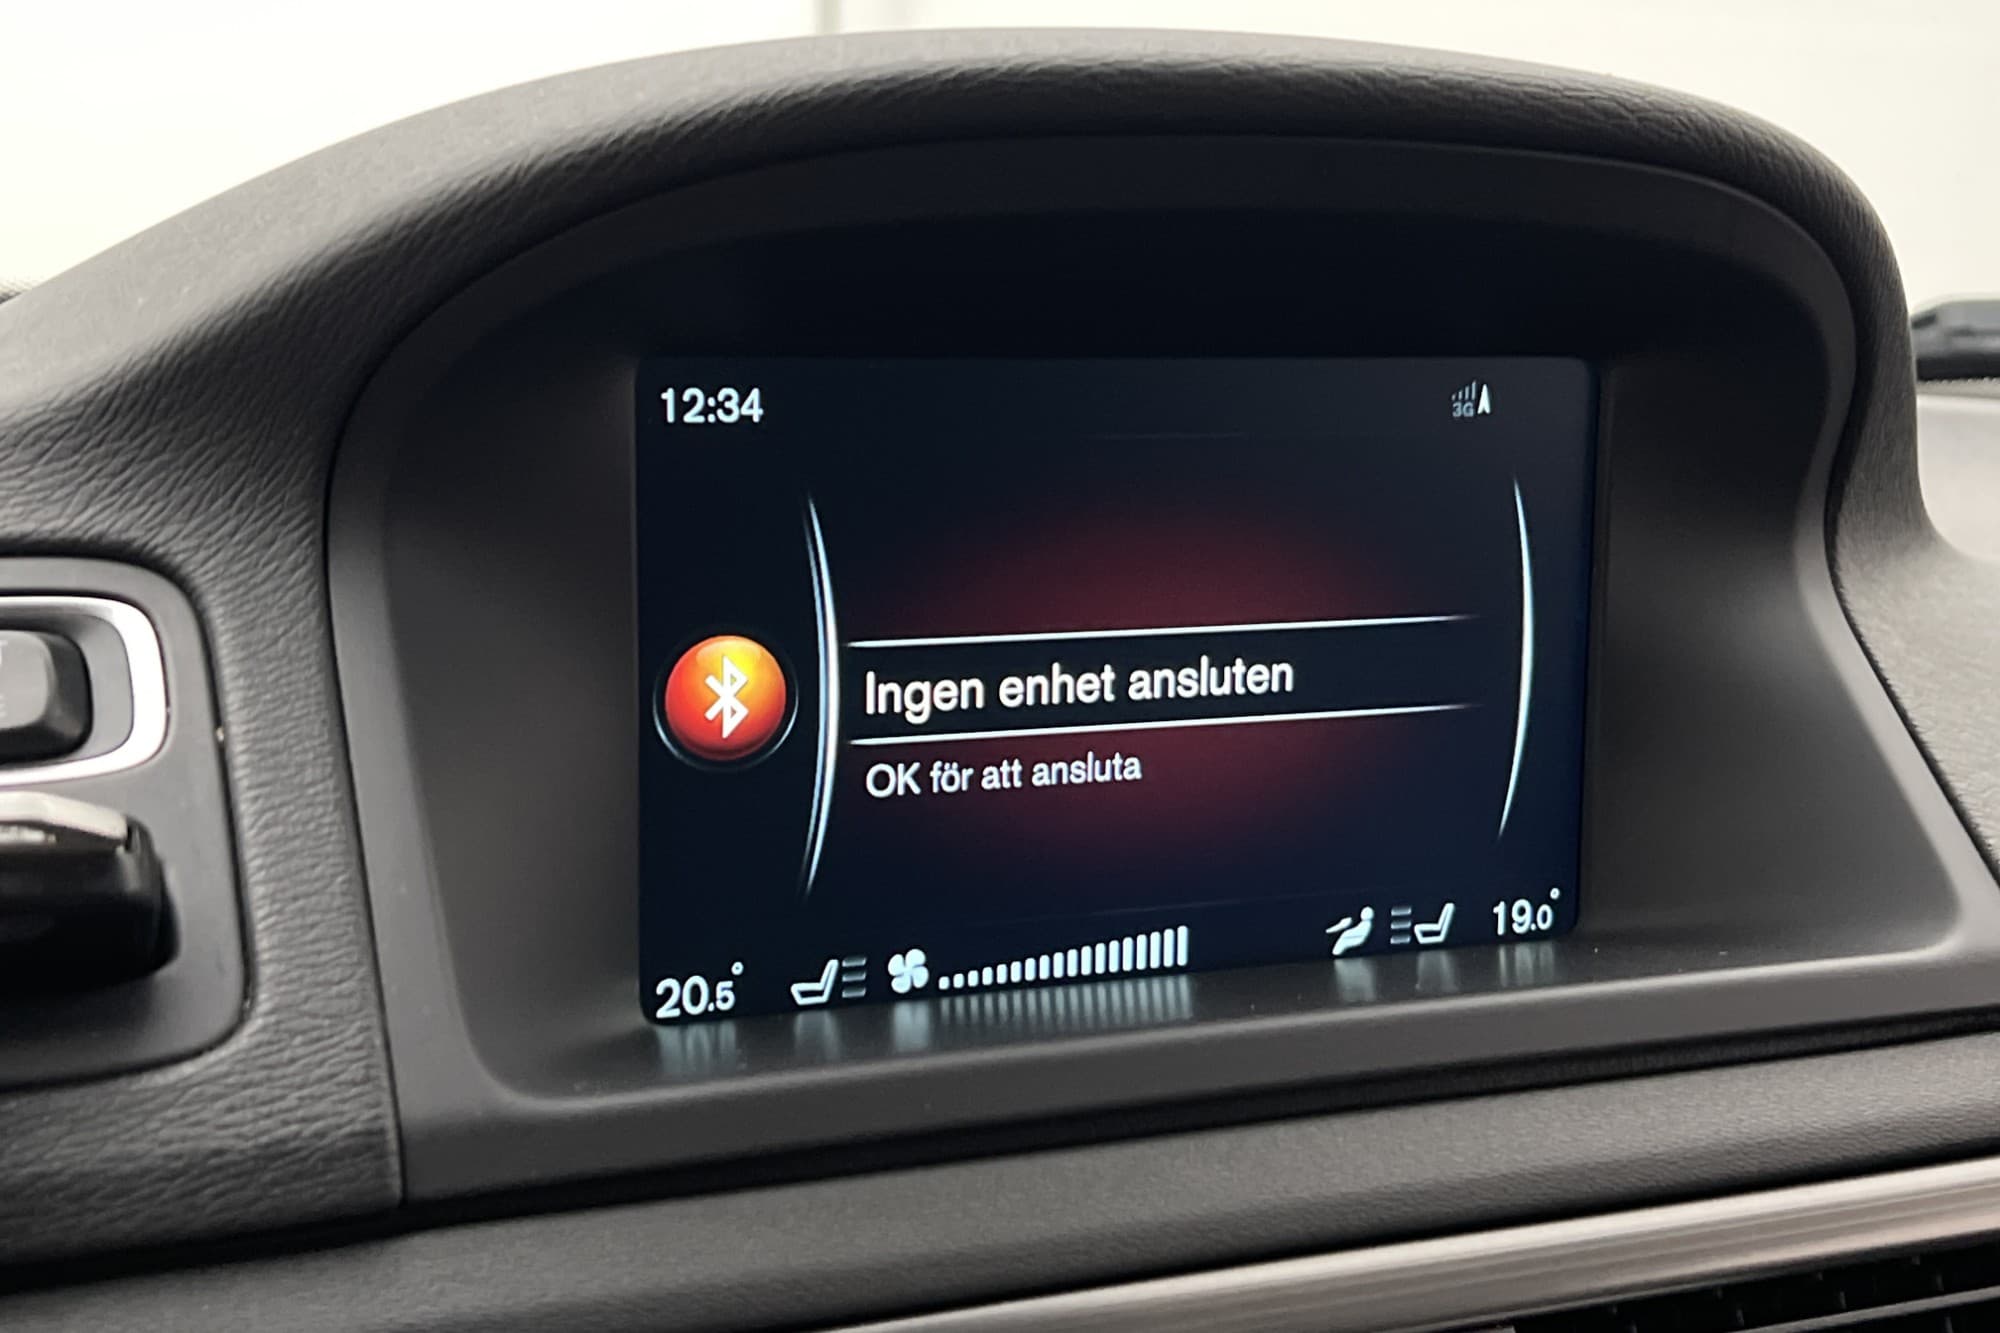 12:34
3G
Ingen enhet ansluten
OK för att ansluta
20.5° 19.0°